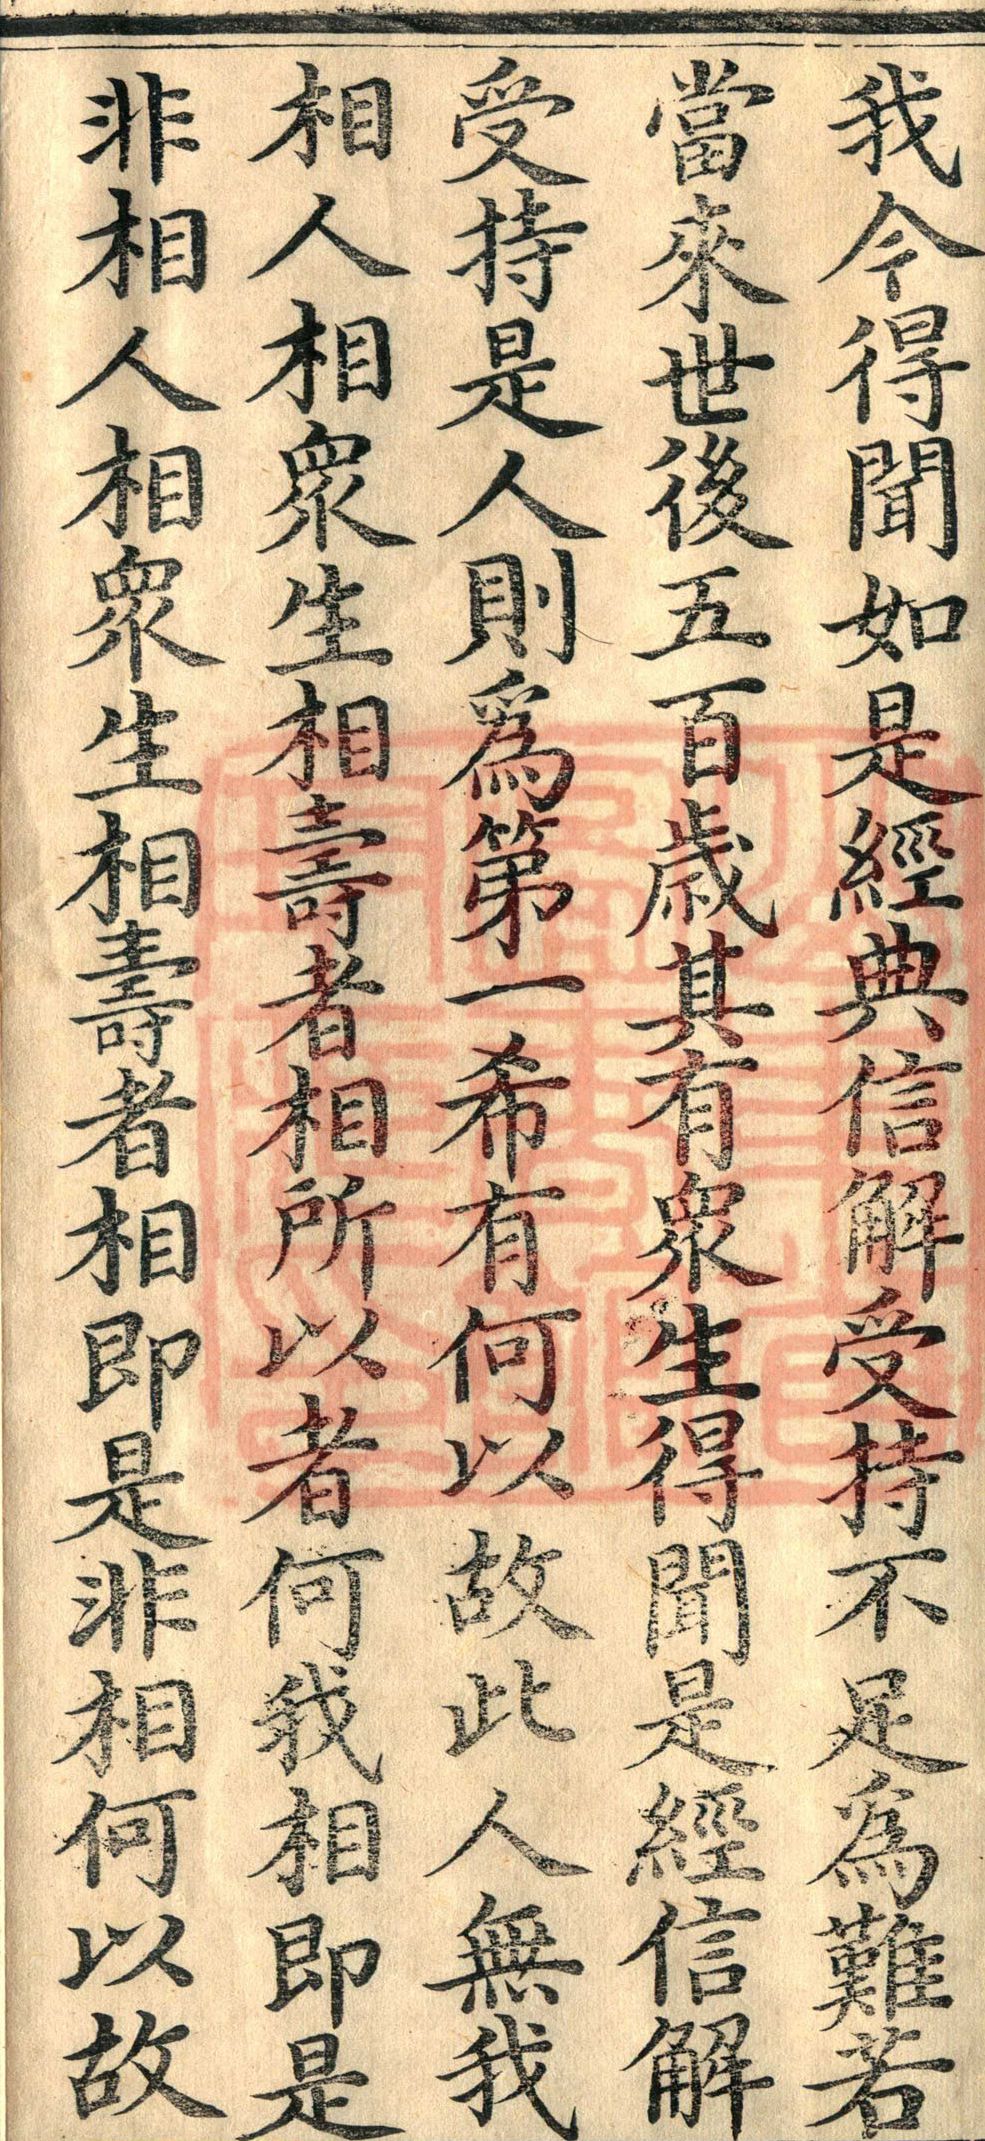 我今得聞如是經典信解受持不足爲難若
當來世後五百歲其有衆生得聞是經信解
受持是人則爲第一希有何以故此人無我
相人相衆生相壽者相所以者何我相即是
非相人相衆生相壽者相即是非相何以故